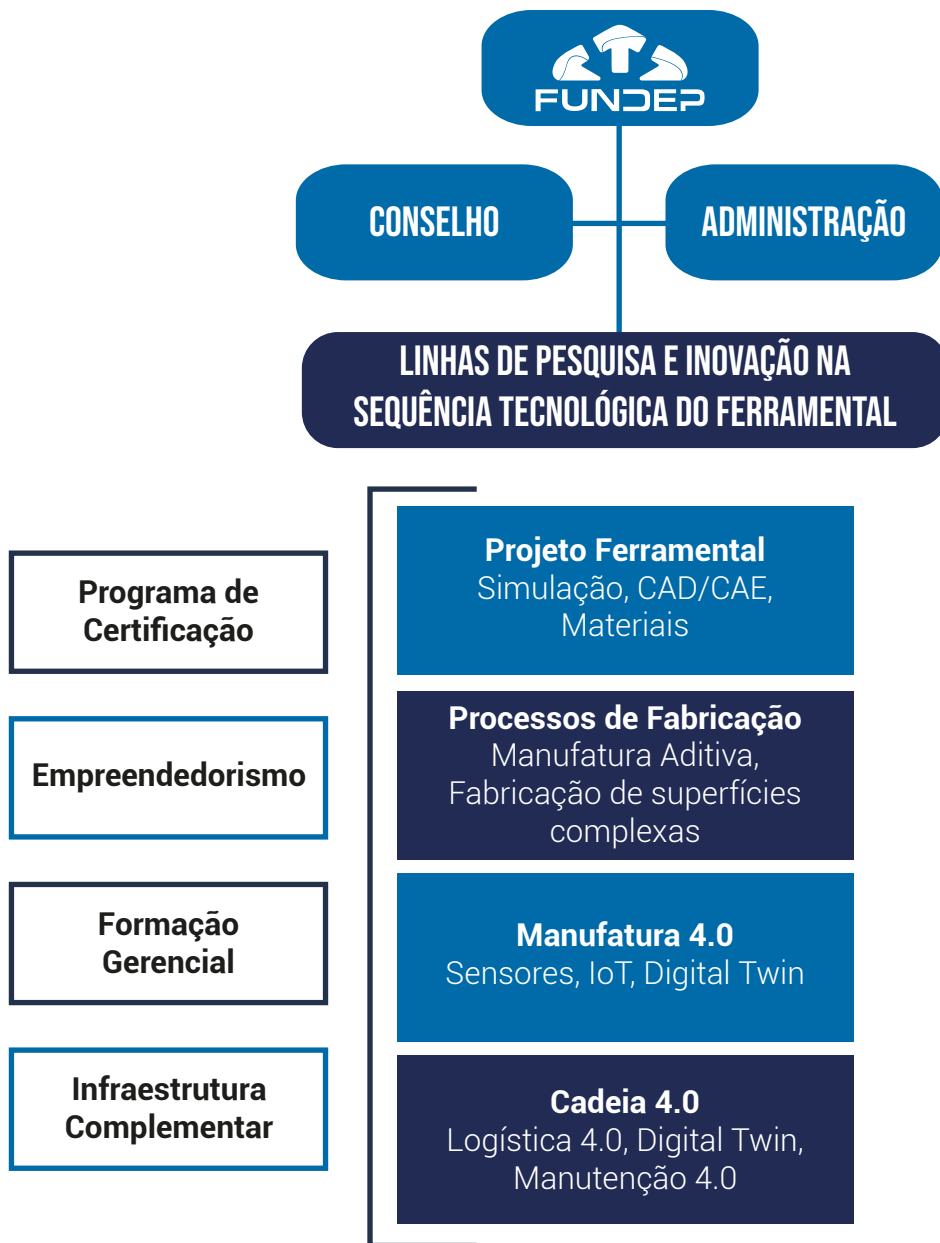 FUNDEP
CONSELHO
ADMINISTRAÇÃO
LINHAS DE PESQUISA E INOVAÇÃO NA
SEQUÊNCIA TECNOLÓGICA DO FERRAMENTAL
Programa de
Certificação
Empreendedorismo
Formação
Gerencial
Infraestrutura
Complementar
Projeto Ferramental
Simulação, CAD/CAE,
Materiais
Processos de Fabricação
Manufatura Aditiva,
Fabricação de superfícies
complexas
Manufatura 4.0
Sensores, IoT, Digital Twin
Cadeia 4.0
Logística 4.0, Digital Twin,
Manutenção 4.0